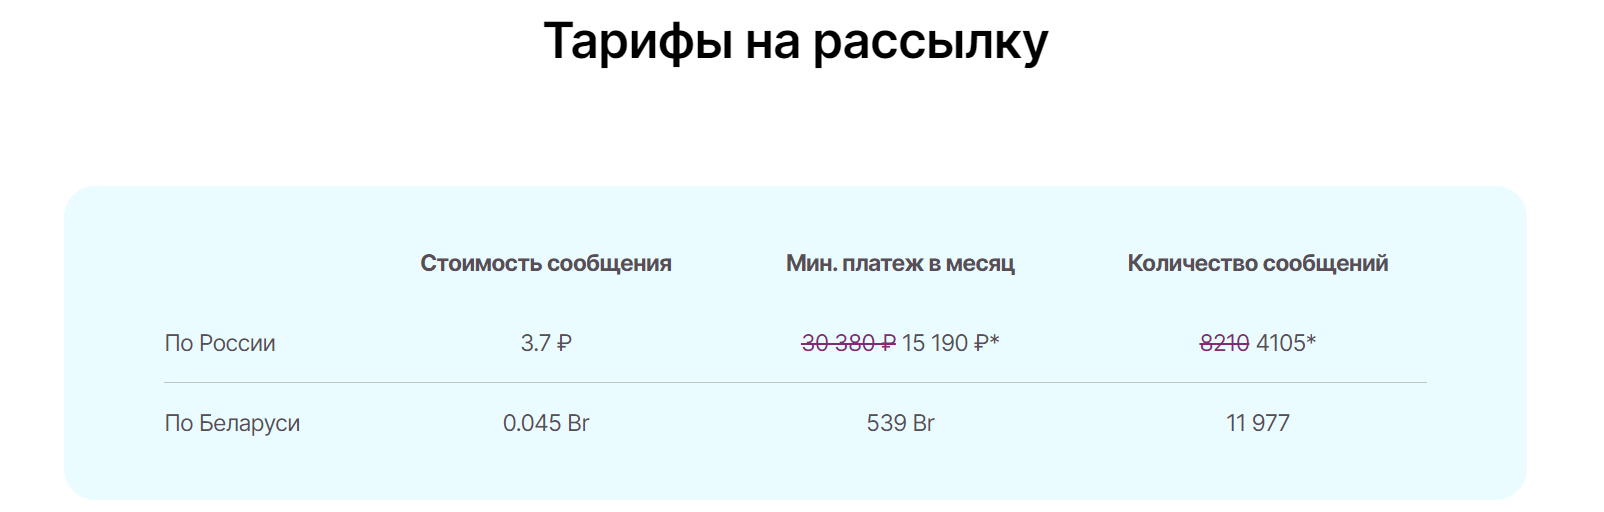 Тарифы на рассылку
Стоимость сообщения Мин. платеж в месяц Количество сообщений
По России 3.7 ₽ 30 380 ₽ 15 190 ₽* 8210 4105*
По Беларуси 0.045 Br 539 Br 11 977